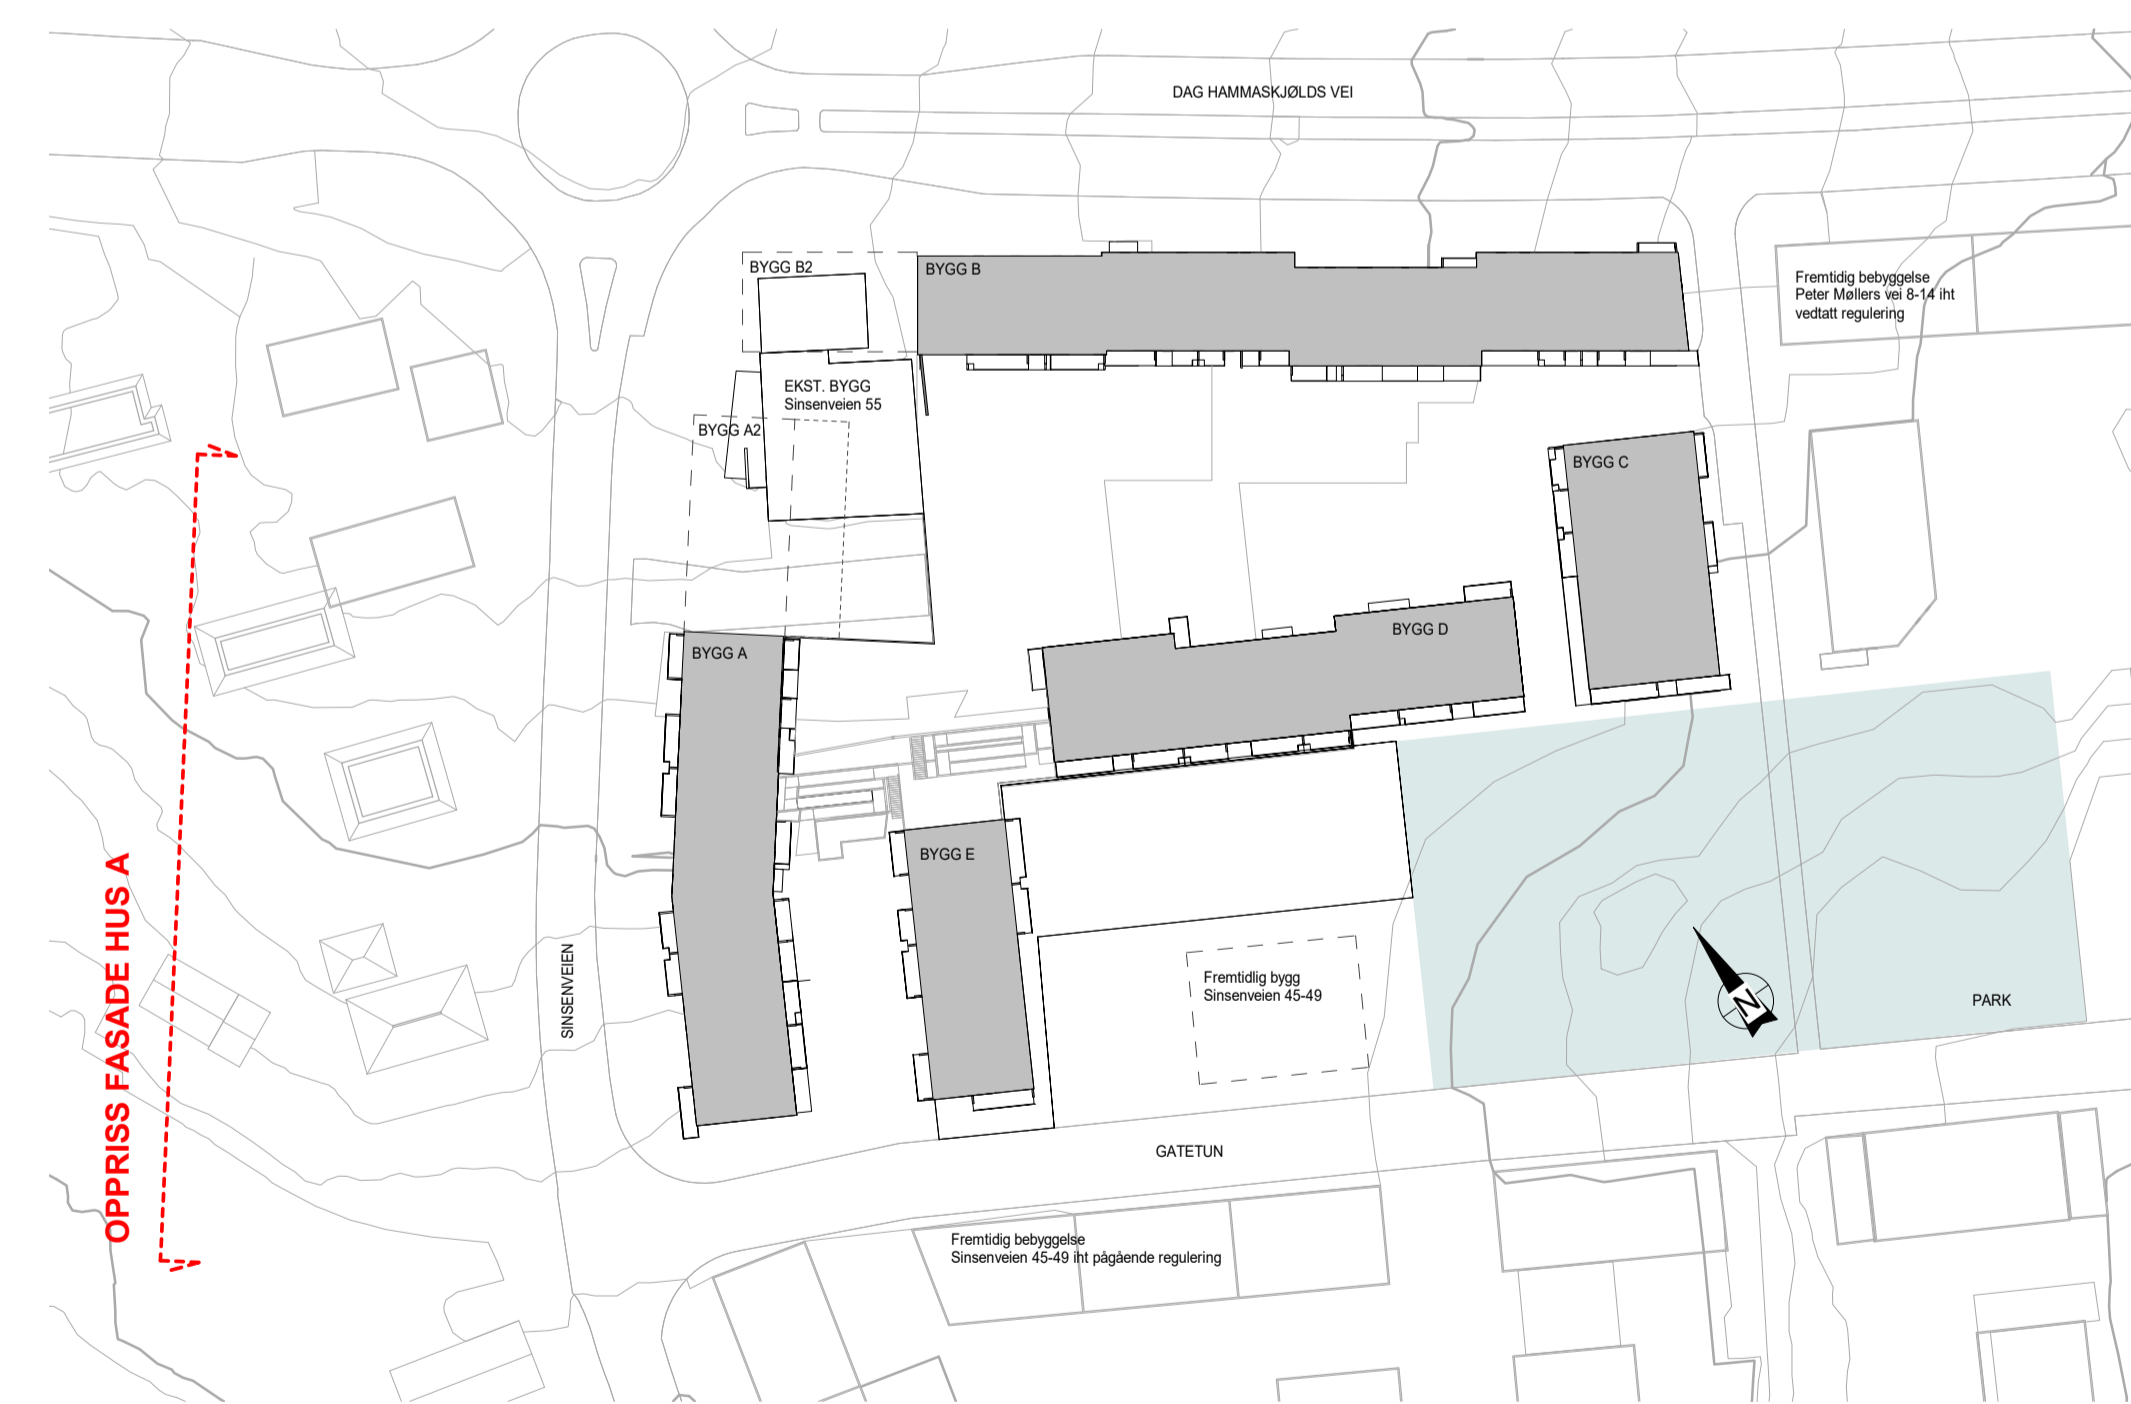 DAG HAMMASKJØLDS VEI
BYGG B2
BYGG B
Fremtidig bebyggelse
Peter Møllers vei 8-14 iht
vedtatt regulering
EKST. BYGG
Sinsenveien 55
BYGG A2
BYGG C
BYGG D
BYGG A
BYGG E
OPPRISS FASADE HUS A
SINSENVEIEN
Fremtidlig bygg
Sinsenveien 45-49
N
PARK
GATETUN
Fremtidig bebyggelse
Sinsenveien 45-49 iht pågående regulering